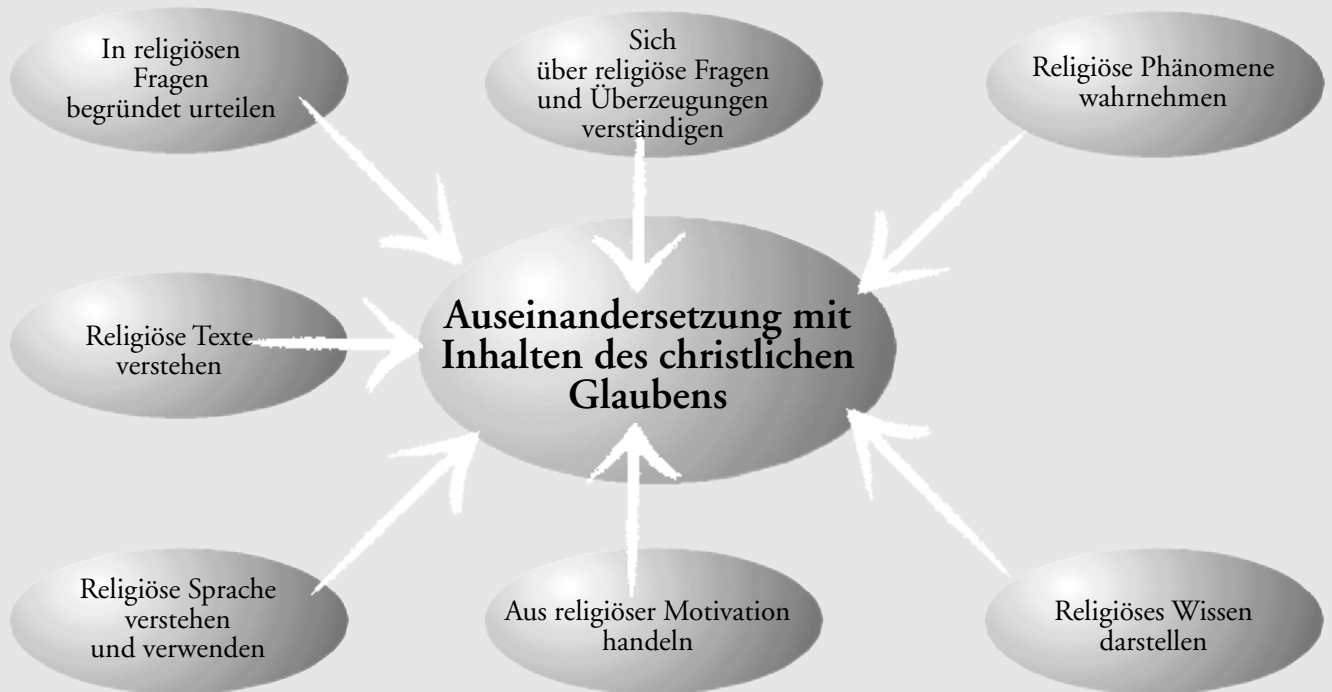 In religiösen
Fragen
begründet urteilen
Sich
über religiöse Fragen
und Überzeugungen
verständigen
Religiöse Phänomene
wahrnehmen
Religiöse Texte
verstehen
Auseinandersetzung mit
Inhalten des christlichen
Glaubens
Religiöse Sprache
verstehen
und verwenden
Aus religiöser Motivation
handeln
Religiöses Wissen
darstellen